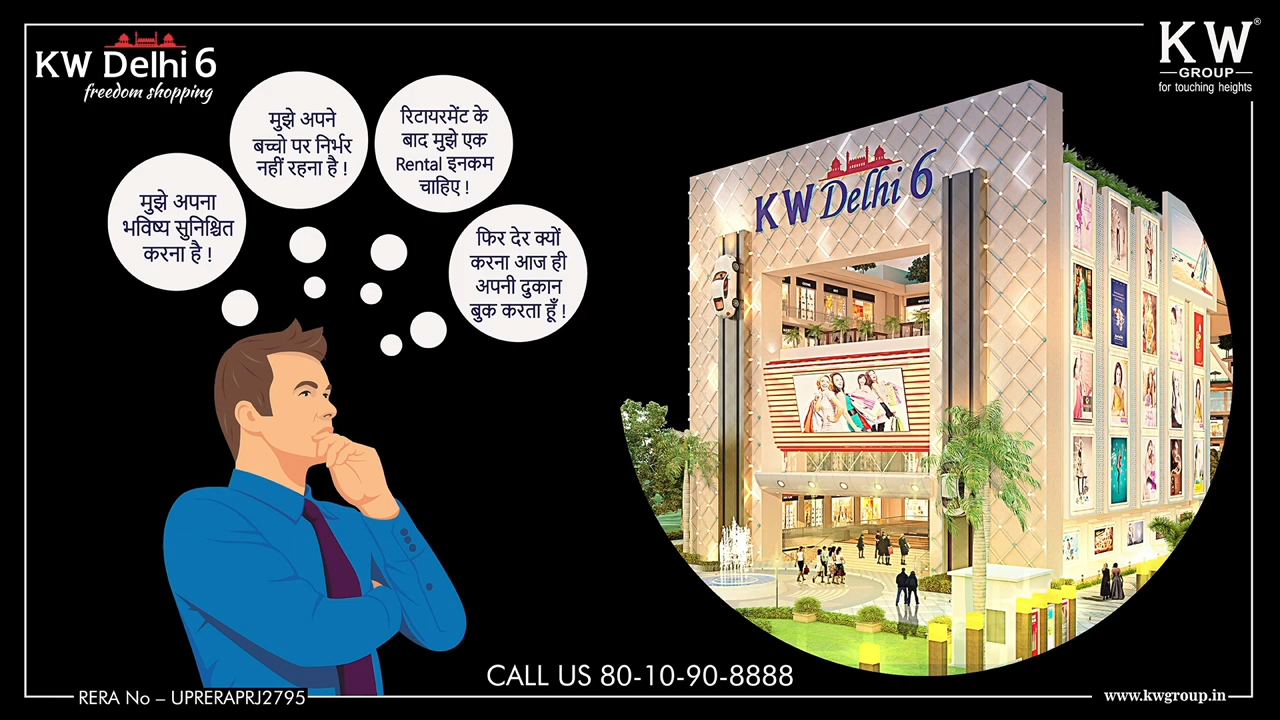 KW Delhi 6
freedom shopping
KW®
GROUP
for touching heights
मुझे अपना
भविष्य सुनिश्चित
करना है !
मुझे अपने
बच्चो पर निर्भर
नहीं रहना है !
रिटायरमेंट के
बाद मुझे एक
Rental इनकम
चाहिए !
फिर देर क्यों
करना आज ही
अपनी दुकान
बुक करता हूँ !
KW Delhi 6
CALL US 80-10-90-8888
RERA No – UPRERAPRJ2795
www.kwgroup.in